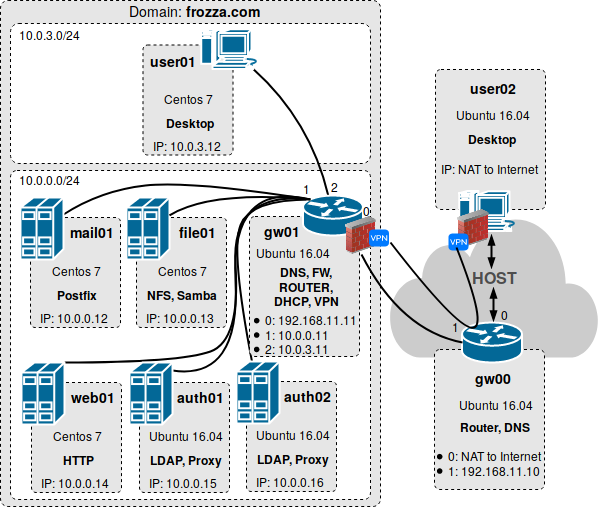 Domain: frozza.com
10.0.3.0/24
user01
Centos 7
Desktop
IP: 10.0.3.12
user02
Ubuntu 16.04
Desktop
IP: NAT to Internet
10.0.0.0/24
1
2
0
mail01
Centos 7
Postfix
IP: 10.0.0.12
file01
Centos 7
NFS, Samba
IP: 10.0.0.13
gw01
Ubuntu 16.04
DNS, FW,
ROUTER,
DHCP, VPN
0: 192.168.11.11
1: 10.0.0.11
2: 10.0.3.11
VPN
VPN
HOST
0
1
gw00
Ubuntu 16.04
Router, DNS
0: NAT to Internet
1: 192.168.11.10
web01
Centos 7
HTTP
IP: 10.0.0.14
auth01
Ubuntu 16.04
LDAP, Proxy
IP: 10.0.0.15
auth02
Ubuntu 16.04
LDAP, Proxy
IP: 10.0.0.16